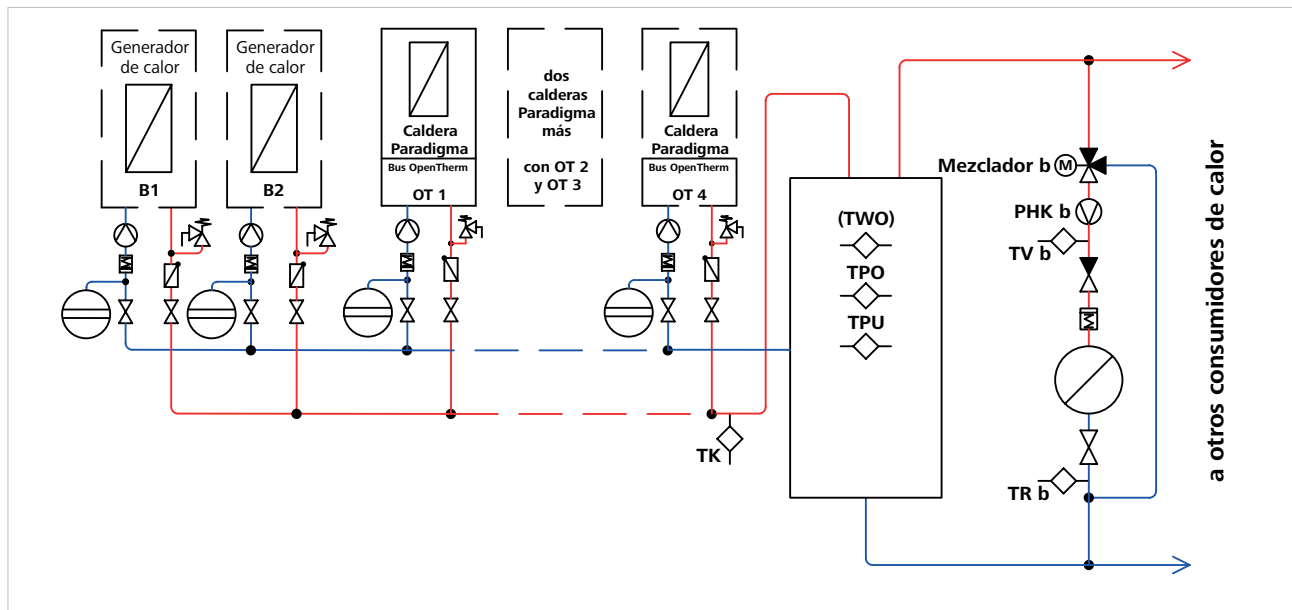 Generador
de calor
B1
Generador
de calor
B2
Caldera
Paradigma
Bus OpenTherm
OT 1
dos
calderas
Paradigma
más
con OT 2
y OT 3
Caldera
Paradigma
Bus OpenTherm
OT 4
TK
(TWO)
TPO
TPU
Mezclador b
M
PHK b
TV b
TR b
a otros consumidores de calor